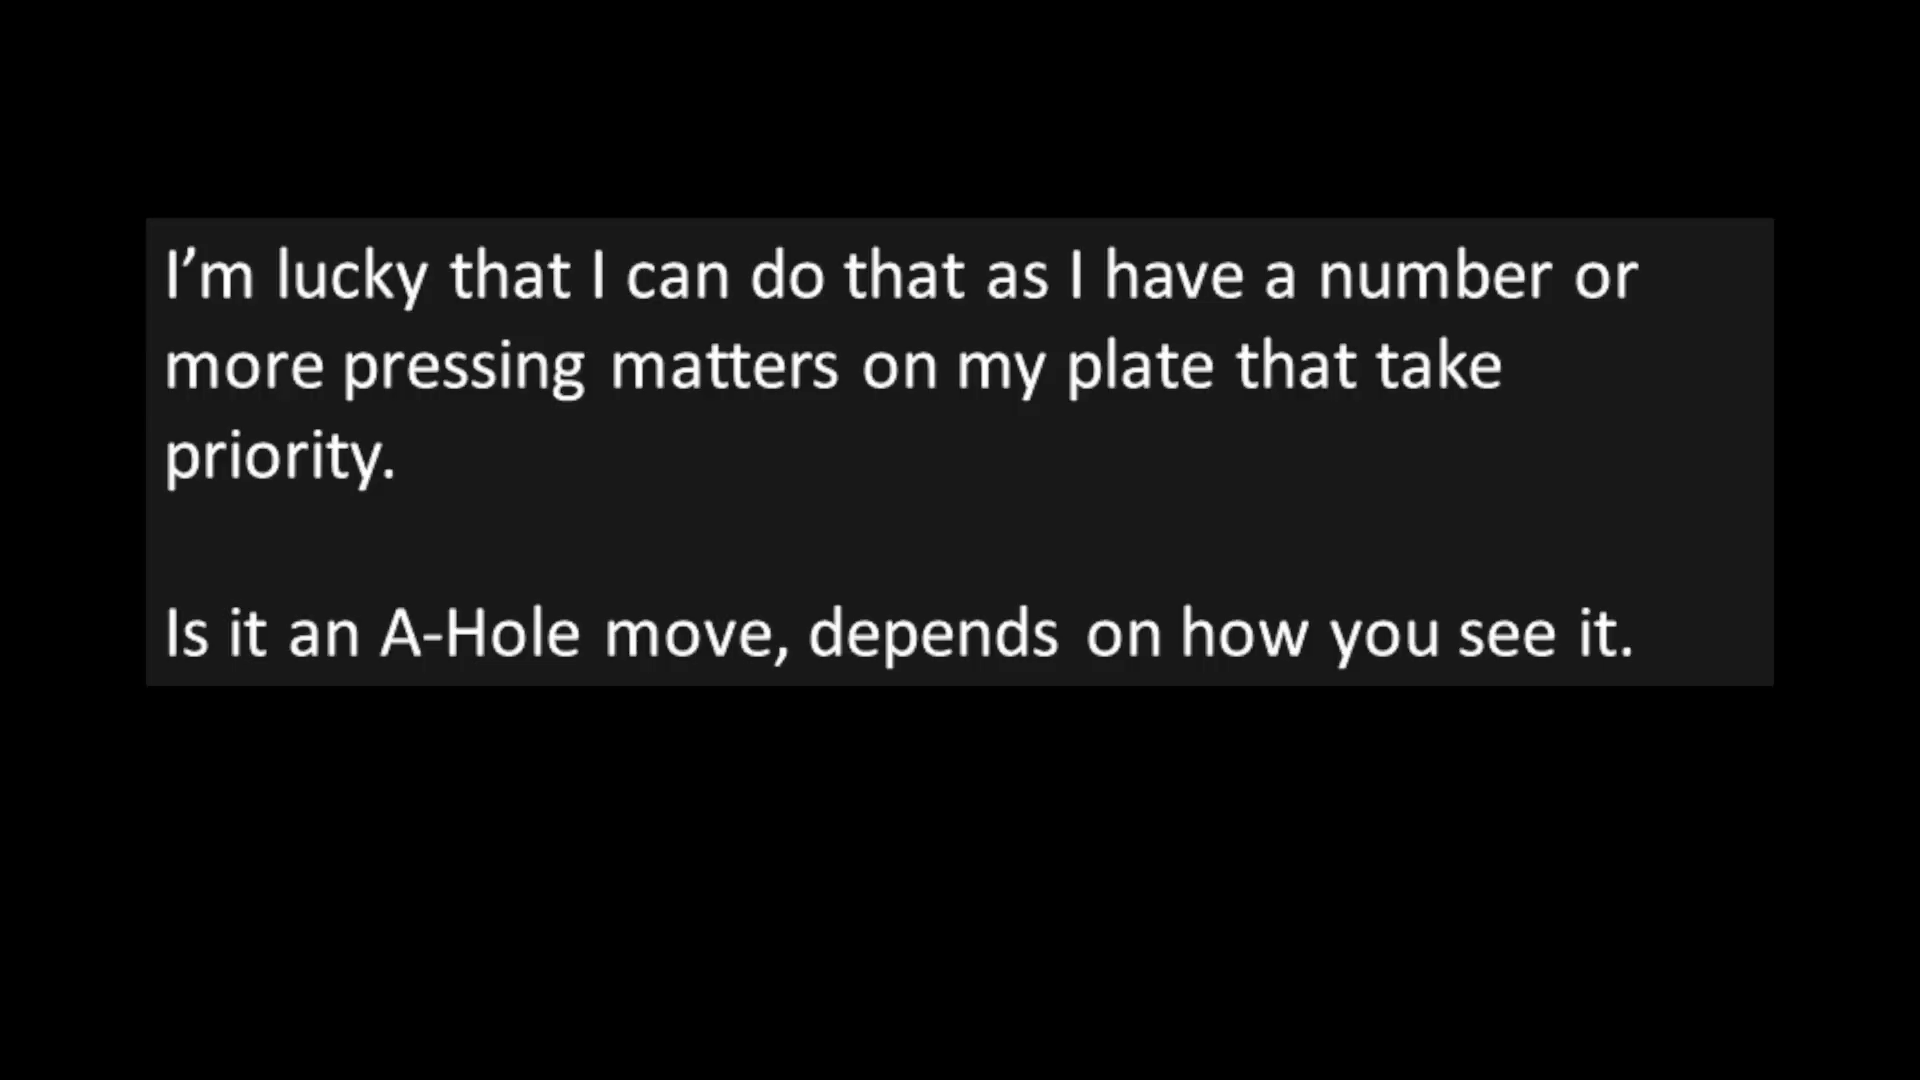 I’m lucky that I can do that as I have a number or
more pressing matters on my plate that take
priority.
Is it an A-Hole move, depends on how you see it.